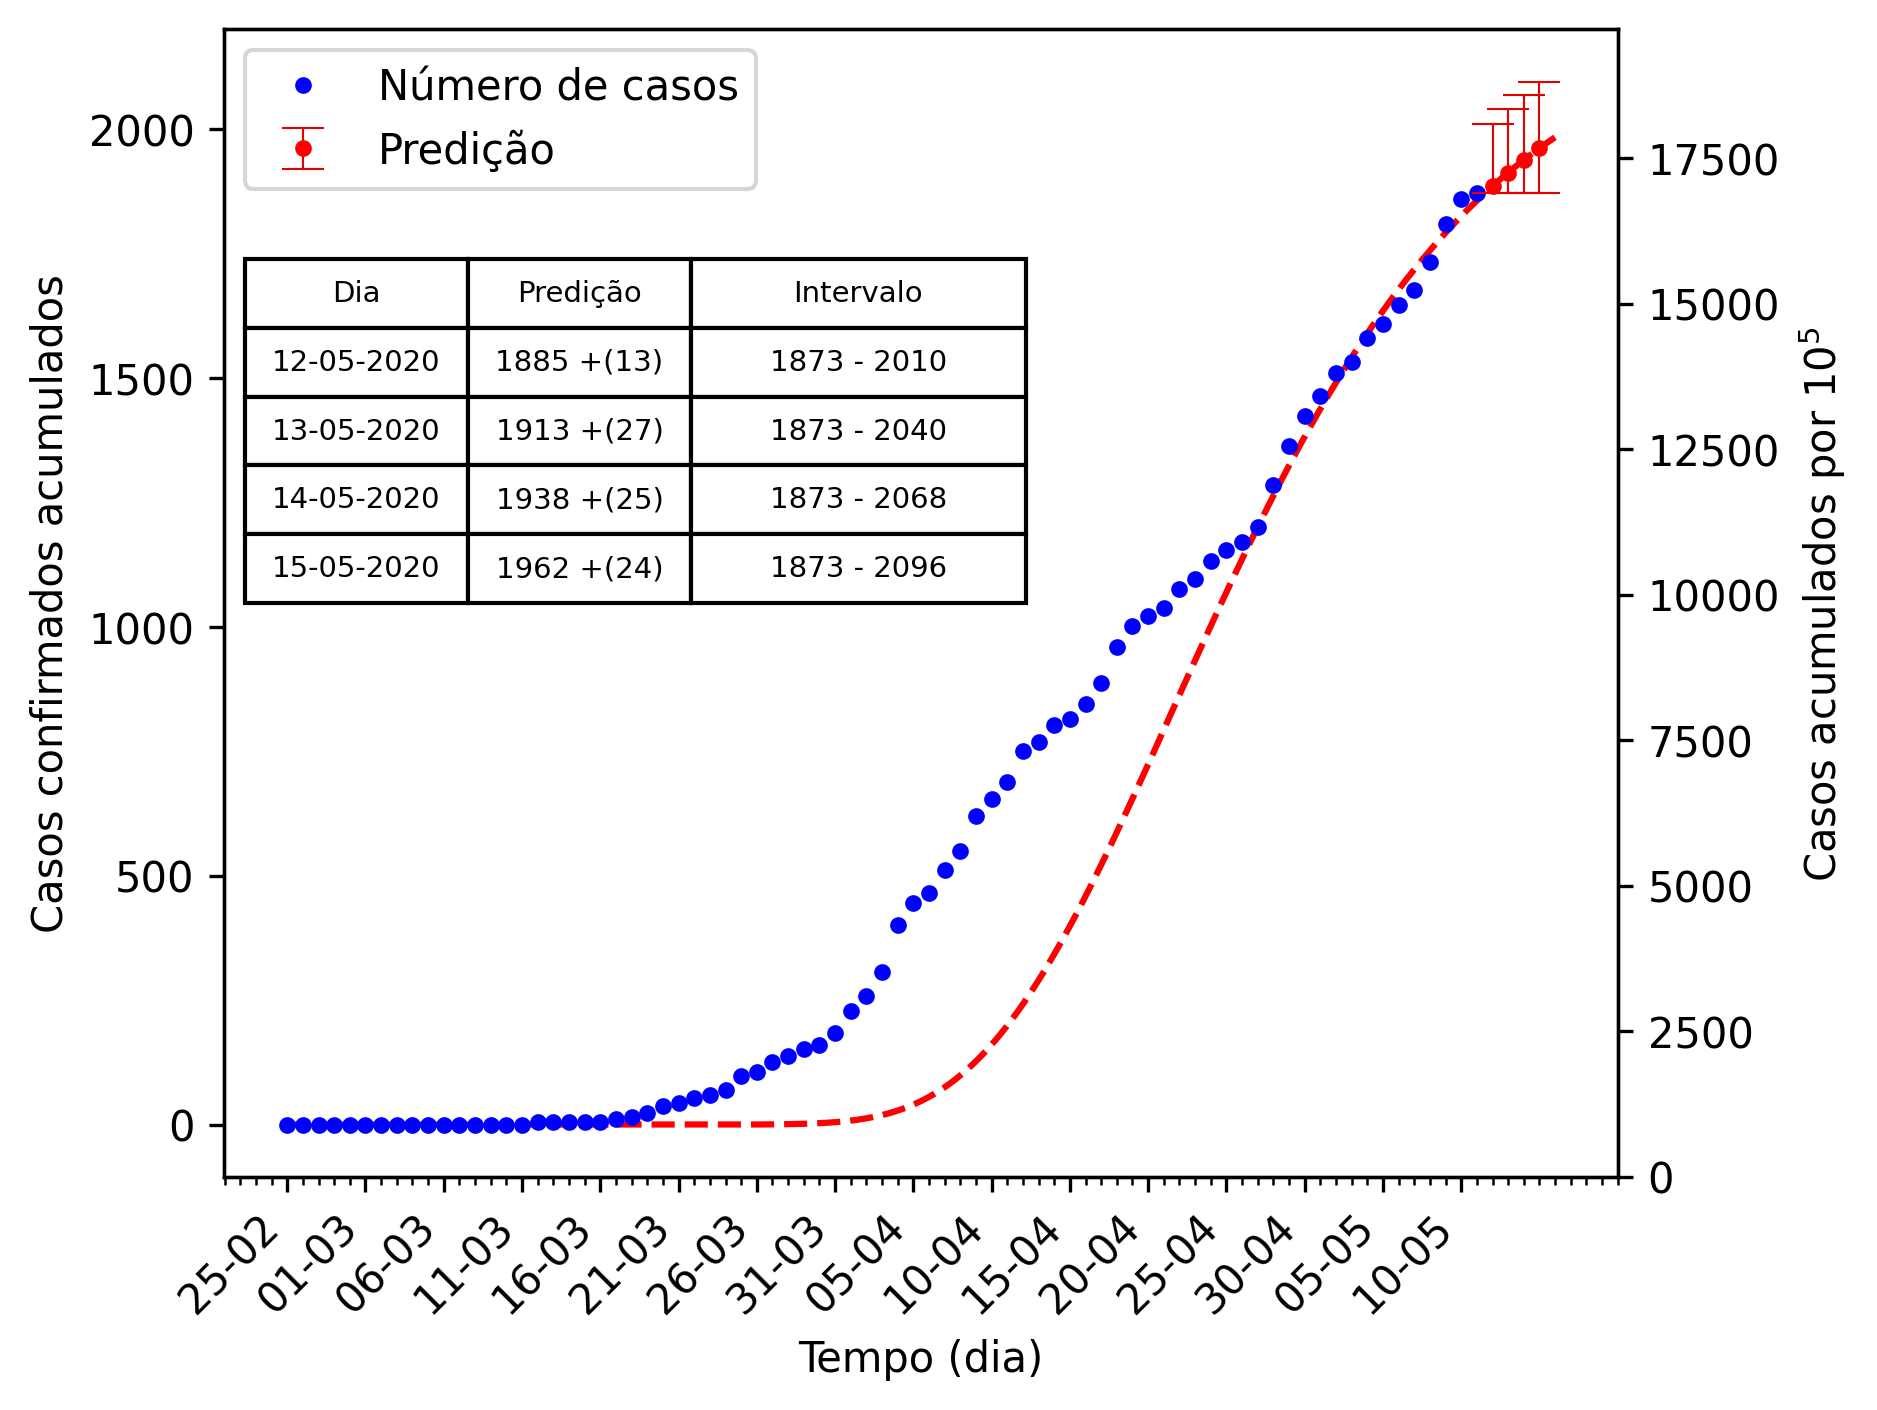 Número de casos
Predição
Dia Predição Intervalo
12-05-2020 1885 +(13) 1873 - 2010
13-05-2020 1913 +(27) 1873 - 2040
14-05-2020 1938 +(25) 1873 - 2068
15-05-2020 1962 +(24) 1873 - 2096
Casos confirmados acumulados
2000
1500
1000
500
0
17500
15000
12500
10000
7500
5000
2500
0
Casos acumulados por 10⁵
25-02 01-03 06-03 11-03 16-03 21-03 26-03 31-03 05-04 10-04 15-04 20-04 25-04 30-04 05-05 10-05
Tempo (dia)